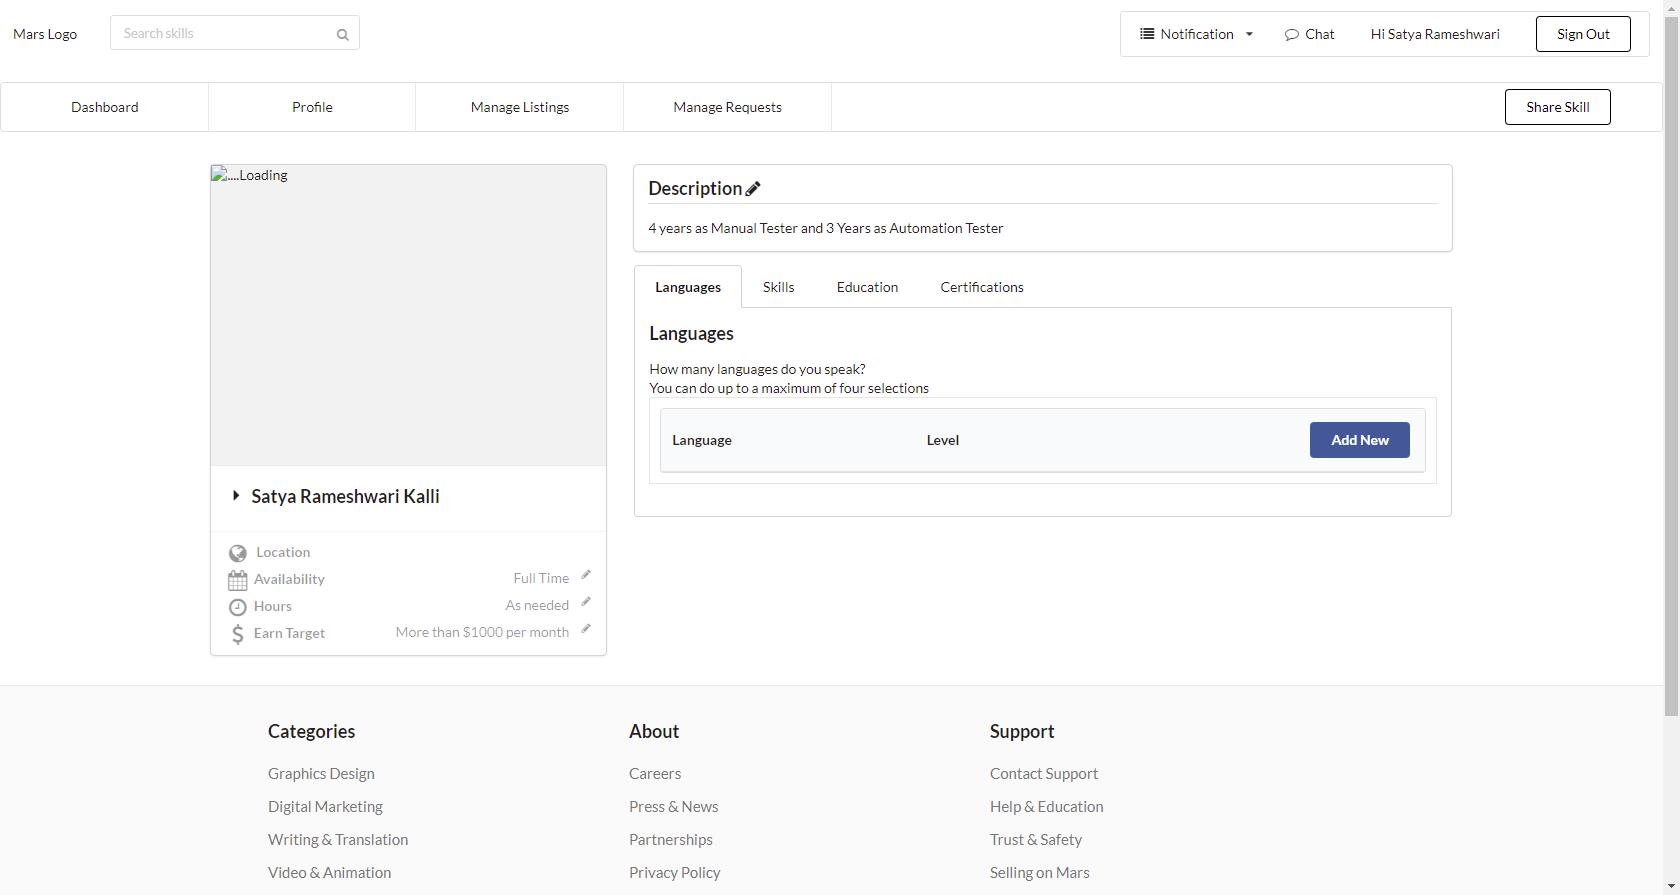 Mars Logo
Search skills
Notification
Chat
Hi Satya Rameshwari
Sign Out
Dashboard
Profile
Manage Listings
Manage Requests
Share Skill
....Loading
Satya Rameshwari Kalli
Location
Availability
Full Time
Hours
As needed
Earn Target
More than $1000 per month
Description
4 years as Manual Tester and 3 Years as Automation Tester
Languages
Skills
Education
Certifications
Languages
How many languages do you speak?
You can do up to a maximum of four selections
Language
Level
Add New
Categories
Graphics Design
Digital Marketing
Writing & Translation
Video & Animation
About
Careers
Press & News
Partnerships
Privacy Policy
Support
Contact Support
Help & Education
Trust & Safety
Selling on Mars